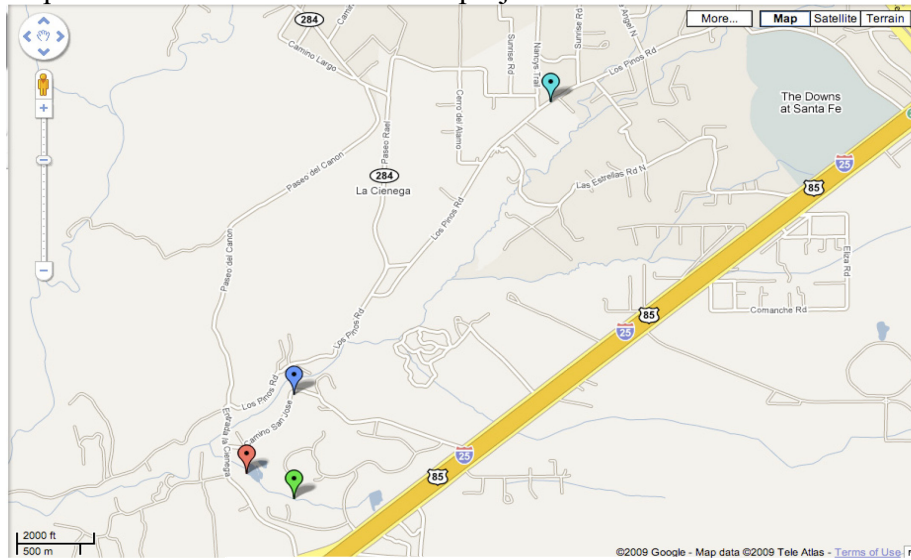 284
Camino Largo
Sunrise Rd
Nancys Trail
Sunrise Rd
Angel N
Los Pinos Rd
More...
Map
Satellite
Terrain
The Downs
at Santa Fe
25
85
Paseo del Canon
Paseo Rael
Cerro del Alamo
284
La Cienega
Las Estrellas Rd N
Los Pinos Rd
Paseo del Canon
Eliza Rd
85
25
Comanche Rd
Los Pinos Rd
Los Pinos Rd
Camino San Jose
Entrada la Cienega
25
85
2000 ft
500 m
©2009 Google - Map data ©2009 Tele Atlas - Terms of Use